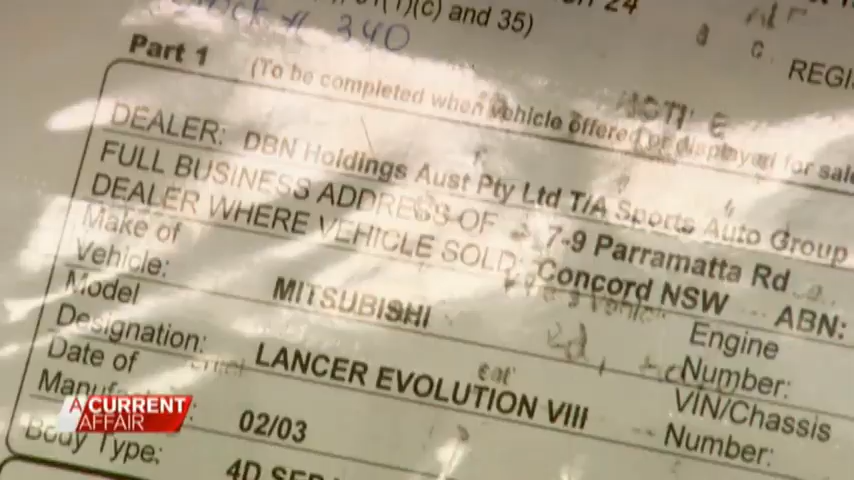 and 35)
24
340
REGI
Part 1
(To be completed when vehicle offered or displayed for sale
DEALER: DBN Holdings Aust Pty Ltd T/A Sports Auto Group
FULL BUSINESS ADDRESS OF 7-9 Parramatta Rd
DEALER WHERE VEHICLE SOLD: Concord NSW
ABN:
Make of
Vehicle: MITSUBISHI
Engine
Number:
Model
Designation: LANCER EVOLUTION VIII
VIN/Chassis
Number:
Date of
02/03
Body Type: 4D
A CURRENT
AFFAIR